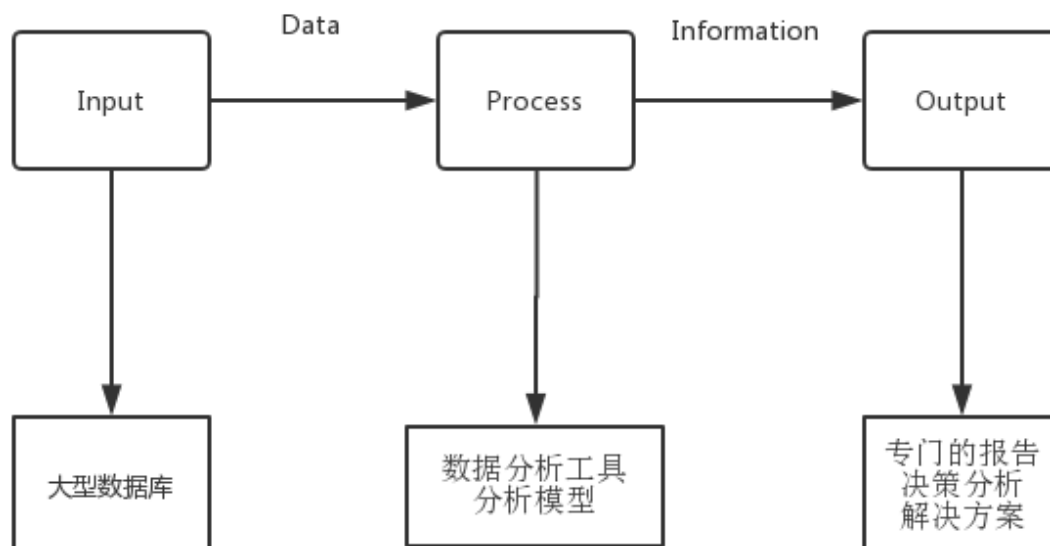 Data
Information
Input
Process
Output
大型数据库
数据分析工具
分析模型
专门的报告
决策分析
解决方案